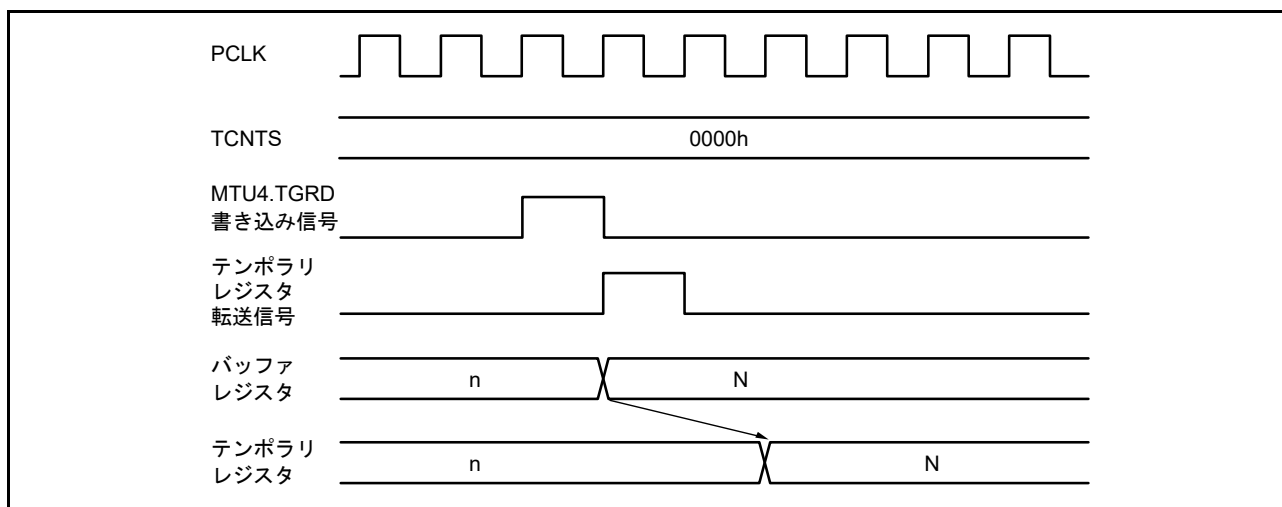 PCLK
TCNTS
0000h
MTU4.TGRD
書き込み信号
テンポラリ
レジスタ
転送信号
バッファ
レジスタ
n
N
テンポラリ
レジスタ
n
N